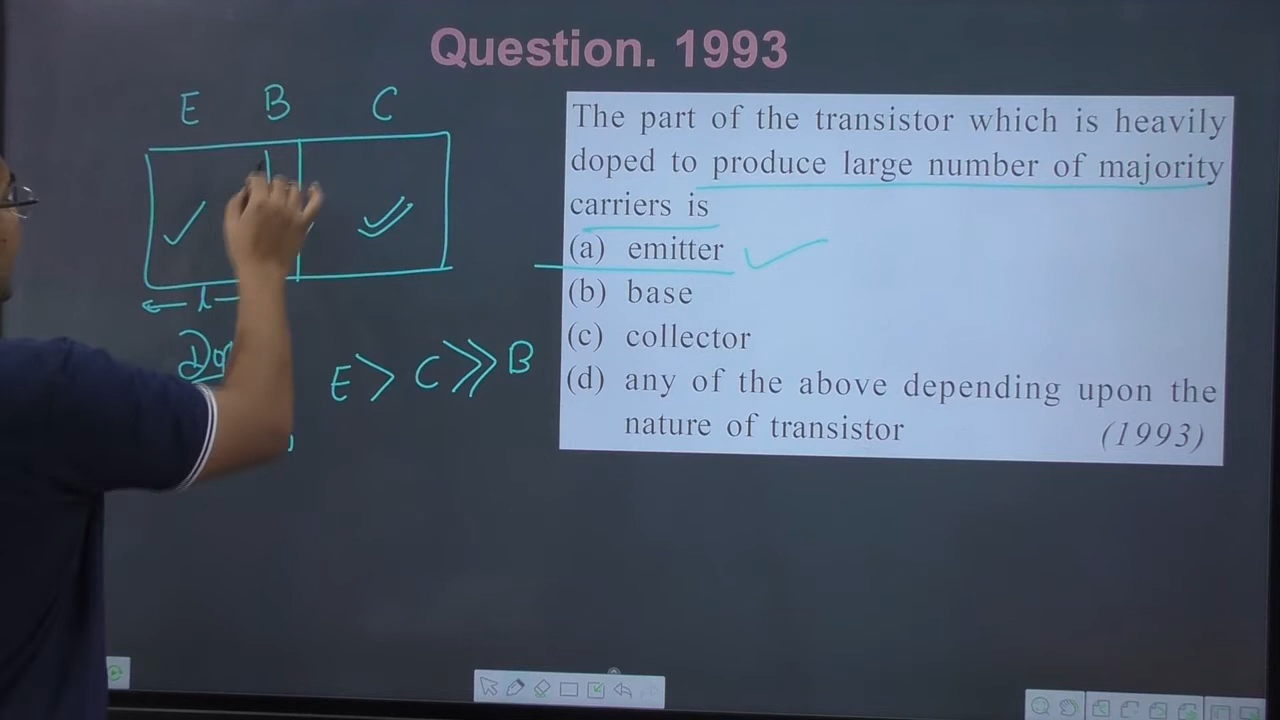 Question. 1993
E B C
The part of the transistor which is heavily
doped to produce large number of majority
carriers is
(a) emitter
(b) base
(c) collector
(d) any of the above depending upon the
nature of transistor (1993)
E > C >> B